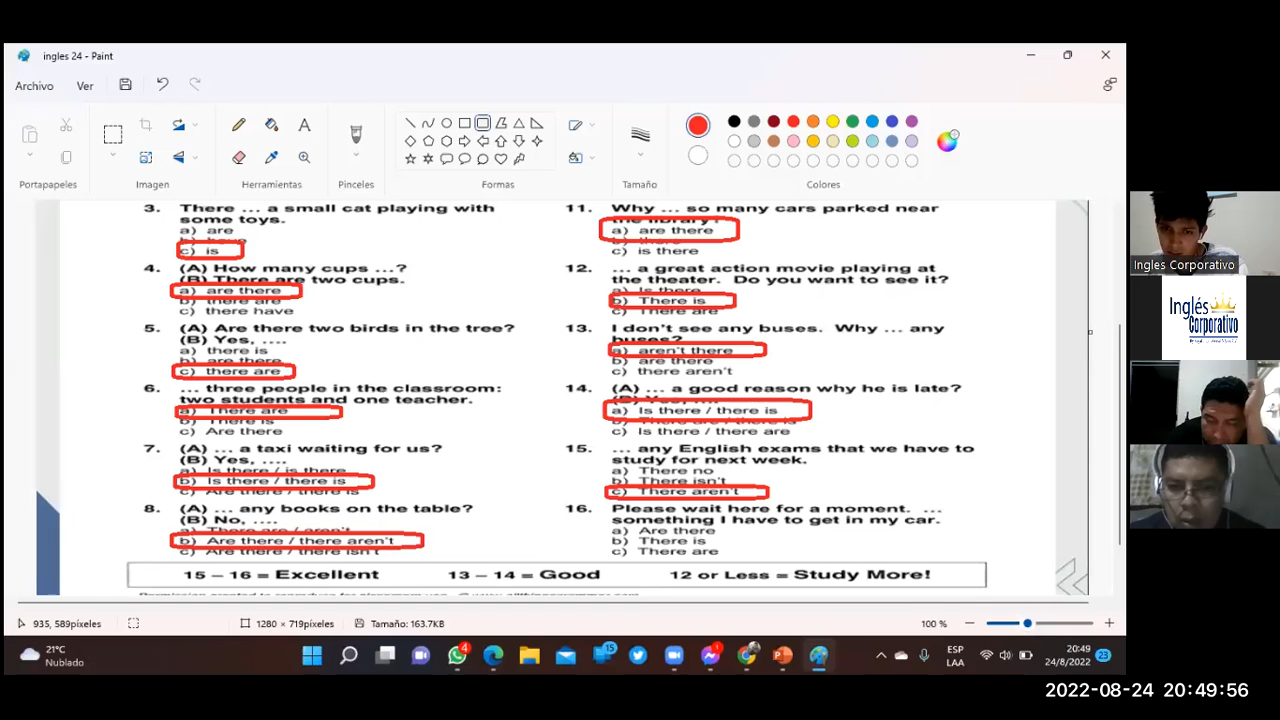 ingles 24 - Paint
Archivo
Ver
Portapapeles
Imagen
Herramientas
Pinceles
Formas
Tamaño
Colores
3. There ... a small cat playing with
some toys.
a) are
b) have
c) is
4. (A) How many cups ...?
(B) There are two cups.
a) are there
b) there are
c) there have
5. (A) Are there two birds in the tree?
(B) Yes, ....
a) there is
b) are there
c) there are
6. ... three people in the classroom:
two students and one teacher.
a) There are
b) There is
c) Are there
7. (A) ... a taxi waiting for us?
(B) Yes, ....
a) Is there / is there
b) Is there / there is
c) Are there / there is
8. (A) ... any books on the table?
(B) No, ....
a) There are / aren't
b) Are there / there aren't
c) Are there / there isn't
11. Why ... so many cars parked near
the library?
a) are there
b) there
c) is there
12. ... a great action movie playing at
the theater. Do you want to see it?
a) Is there
b) There is
c) There are
13. I don't see any buses. Why ... any
buses?
a) aren't there
b) are there
c) there aren't
14. (A) ... a good reason why he is late?
(B) Yes, ....
a) Is there / there is
b) There are / there is
c) Is there / there are
15. ... any English exams that we have to
study for next week.
a) There no
b) There isn't
c) There aren't
16. Please wait here for a moment. ...
something I have to get in my car.
a) Are there
b) There is
c) There are
15 – 16 = Excellent 13 – 14 = Good 12 or Less = Study More!
935, 589píxeles
1280 × 719píxeles
Tamaño: 163.7KB
100 %
21°C
Nublado
4
15
1
ESP
LAA
20:49
24/8/2022
23
Ingles Corporativo
Inglés
Corporativo
2022-08-24 20:49:56